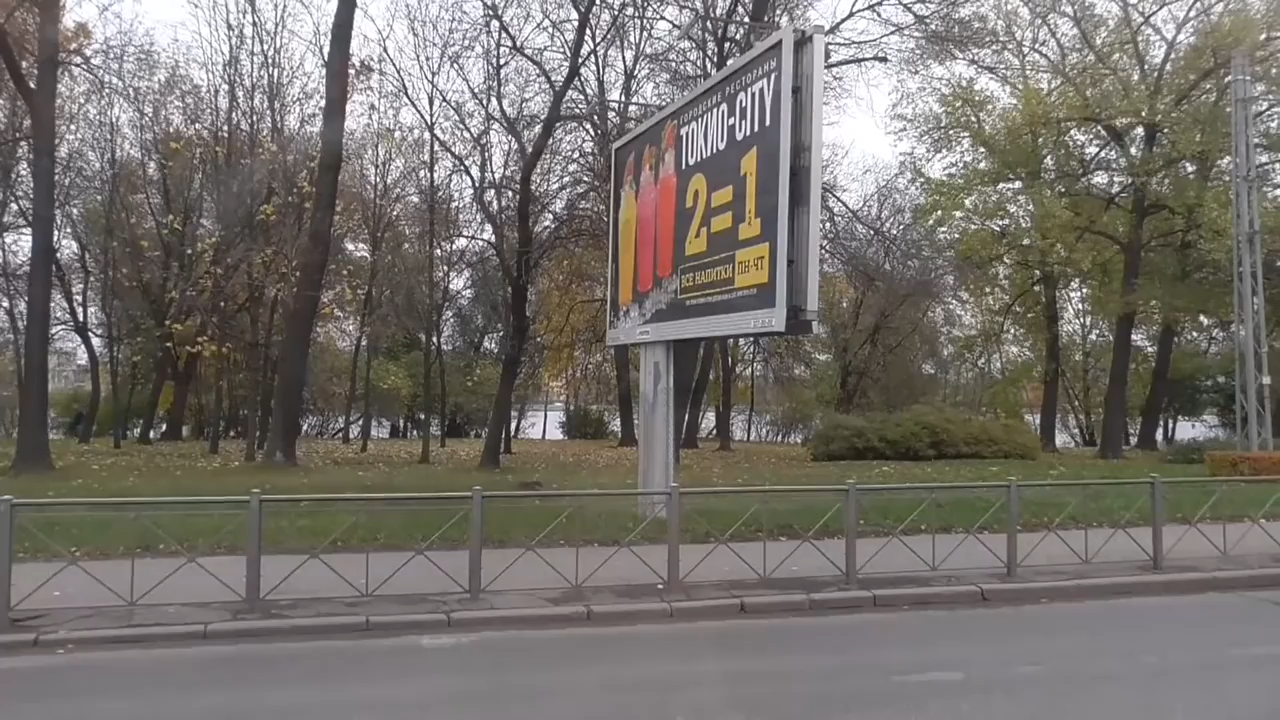 ГОРОДСКИЕ РЕСТОРАНЫ
ТОКИО-CITY
2=1
ВСЕ НАПИТКИ ПН-ЧТ